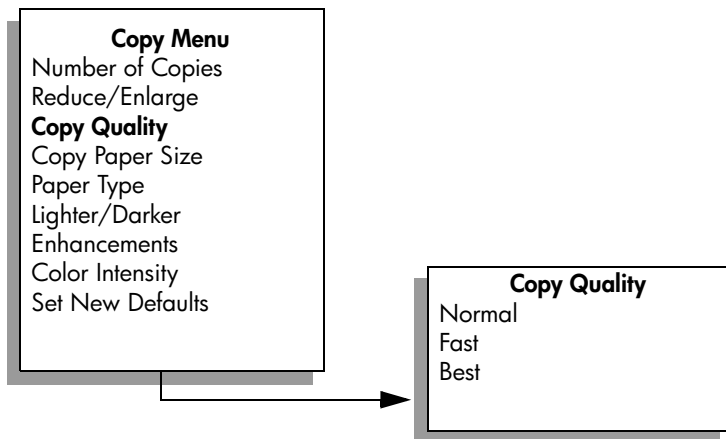 Copy Menu
Number of Copies
Reduce/Enlarge
Copy Quality
Copy Paper Size
Paper Type
Lighter/Darker
Enhancements
Color Intensity
Set New Defaults
Copy Quality
Normal
Fast
Best